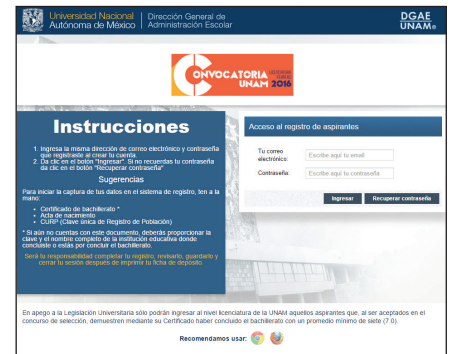 Universidad Nacional
Autónoma de México
Dirección General de
Administración Escolar
DGAE
UNAM
CONVOCATORIA
UNAM 2016
Instrucciones
1. Ingresa la misma dirección de correo electrónico y contraseña
que registraste al crear tu cuenta.
2. Da clic en el botón "Ingresar". Si no recuerdas tu contraseña
da clic en el botón "Recuperar contraseña"
Sugerencias
Para iniciar la captura de tus datos en el sistema de registro, ten a la
mano:
• Certificado de bachillerato *
• Acta de nacimiento
• CURP (Clave única de Registro de Población)
* Si aún no cuentas con este documento, deberás proporcionar la
clave y el nombre completo de la institución educativa donde
concluiste o estás por concluir el bachillerato.
Será tu responsabilidad completar tu registro, revisarlo, guardarlo y
cerrar tu sesión después de imprimir tu ficha de depósito.
Acceso al registro de aspirantes
Tu correo
electrónico:
Escribe aquí tu email
Contraseña:
Escribe aquí tu contraseña
Ingresar
Recuperar contraseña
En apego a la Legislación Universitaria sólo podrán ingresar al nivel licenciatura de la UNAM aquellos aspirantes que, al ser aceptados en el
concurso de selección, demuestren mediante su Certificado haber concluido el bachillerato con un promedio mínimo de siete (7.0).
Recomendamos usar: